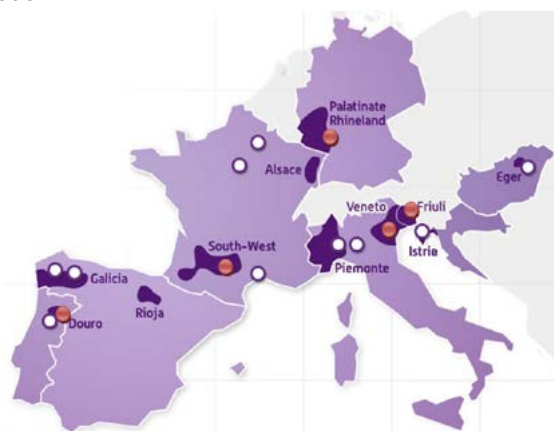 Palatinate
Rhineland
Alsace
Eger
Veneto
Friuli
South-West
Istria
Piemonte
Galicia
Rioja
Douro